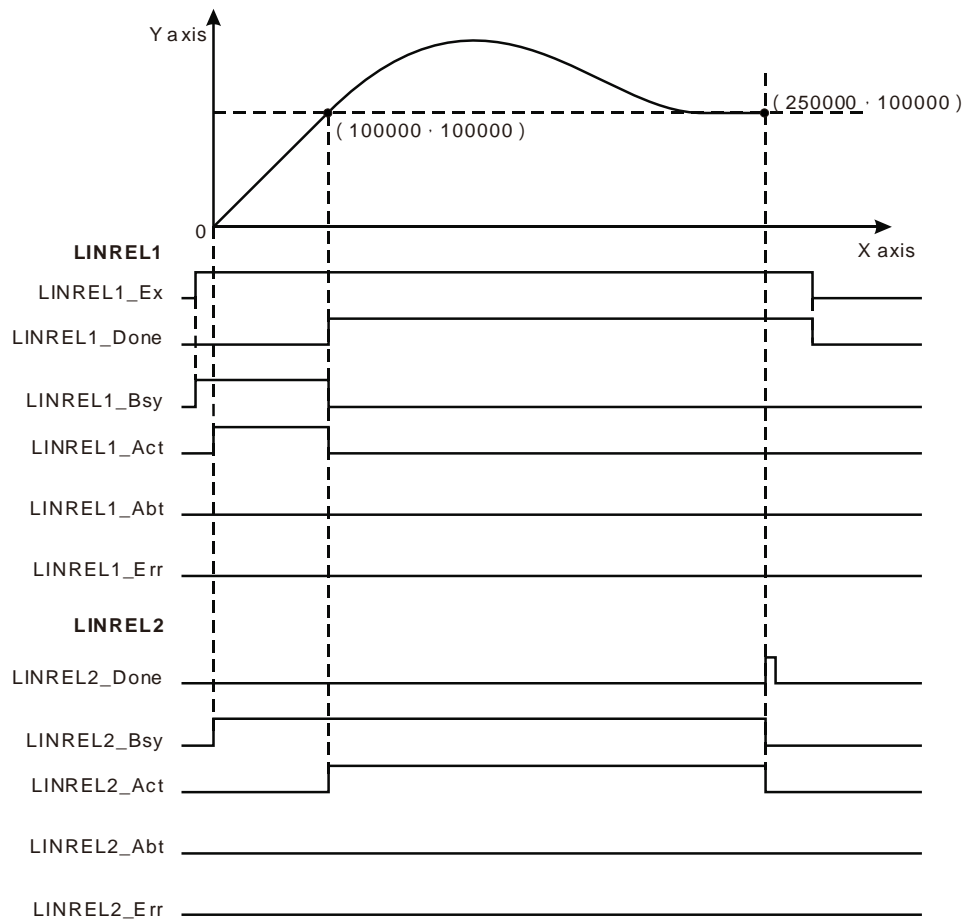 Y axis
( 250000 · 100000 )
( 100000 · 100000 )
0
X axis
LINREL1
LINREL1_Ex
LINREL1_Done
LINREL1_Bsy
LINREL1_Act
LINREL1_Abt
LINREL1_Err
LINREL2
LINREL2_Done
LINREL2_Bsy
LINREL2_Act
LINREL2_Abt
LINREL2_Err